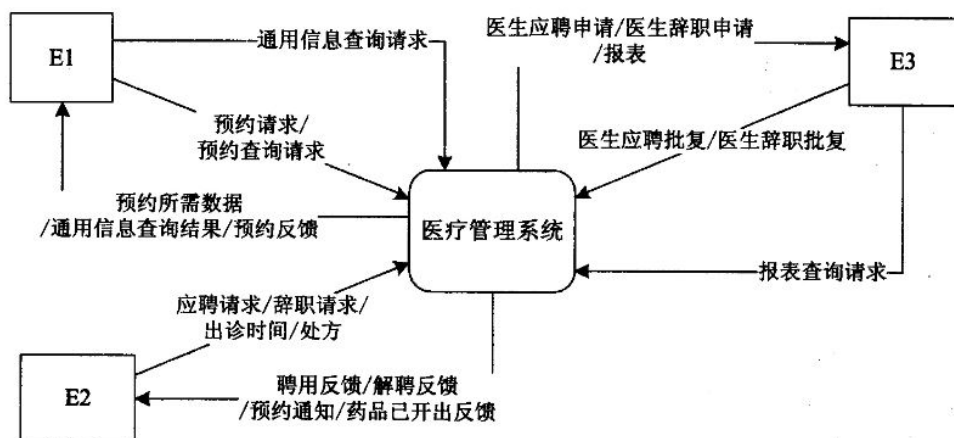 E1
通用信息查询请求
医生应聘申请/医生辞职申请
/报表
E3
预约请求/
预约查询请求
医生应聘批复/医生辞职批复
预约所需数据
/通用信息查询结果/预约反馈
医疗管理系统
报表查询请求
应聘请求/辞职请求/
出诊时间/处方
E2
聘用反馈/解聘反馈
/预约通知/药品已开出反馈